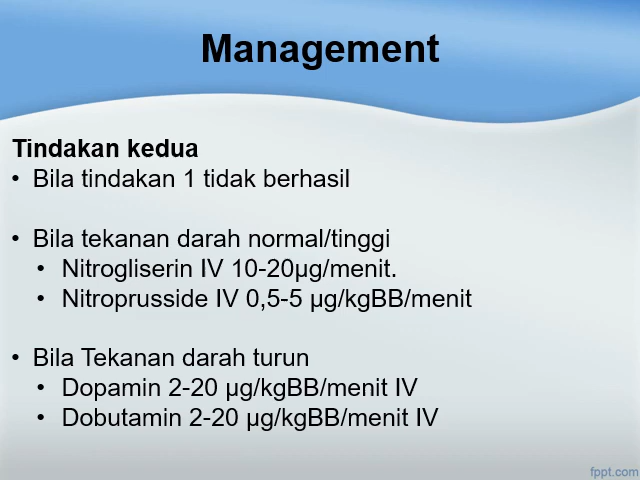 Management
Tindakan kedua
• Bila tindakan 1 tidak berhasil
• Bila tekanan darah normal/tinggi
• Nitrogliserin IV 10-20µg/menit.
• Nitroprusside IV 0,5-5 µg/kgBB/menit
• Bila Tekanan darah turun
• Dopamin 2-20 µg/kgBB/menit IV
• Dobutamin 2-20 µg/kgBB/menit IV
fppt.com